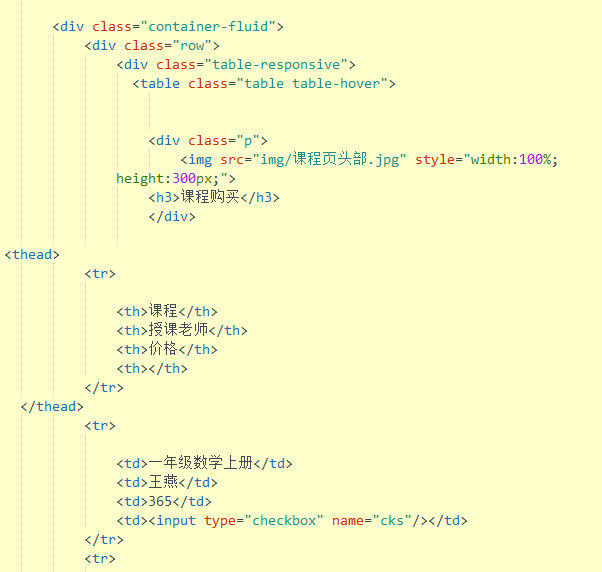 <div class="container-fluid">
<div class="row">
<div class="table-responsive">
<table class="table table-hover">
<div class="p">
<img src="img/课程页头部.jpg" style="width:100%;
height:300px;">
<h3>课程购买</h3>
</div>
<thead>
<tr>
<th>课程</th>
<th>授课老师</th>
<th>价格</th>
<th></th>
</tr>
</thead>
<tr>
<td>一年级数学上册</td>
<td>王燕</td>
<td>365</td>
<td><input type="checkbox" name="cks"/></td>
</tr>
<tr>